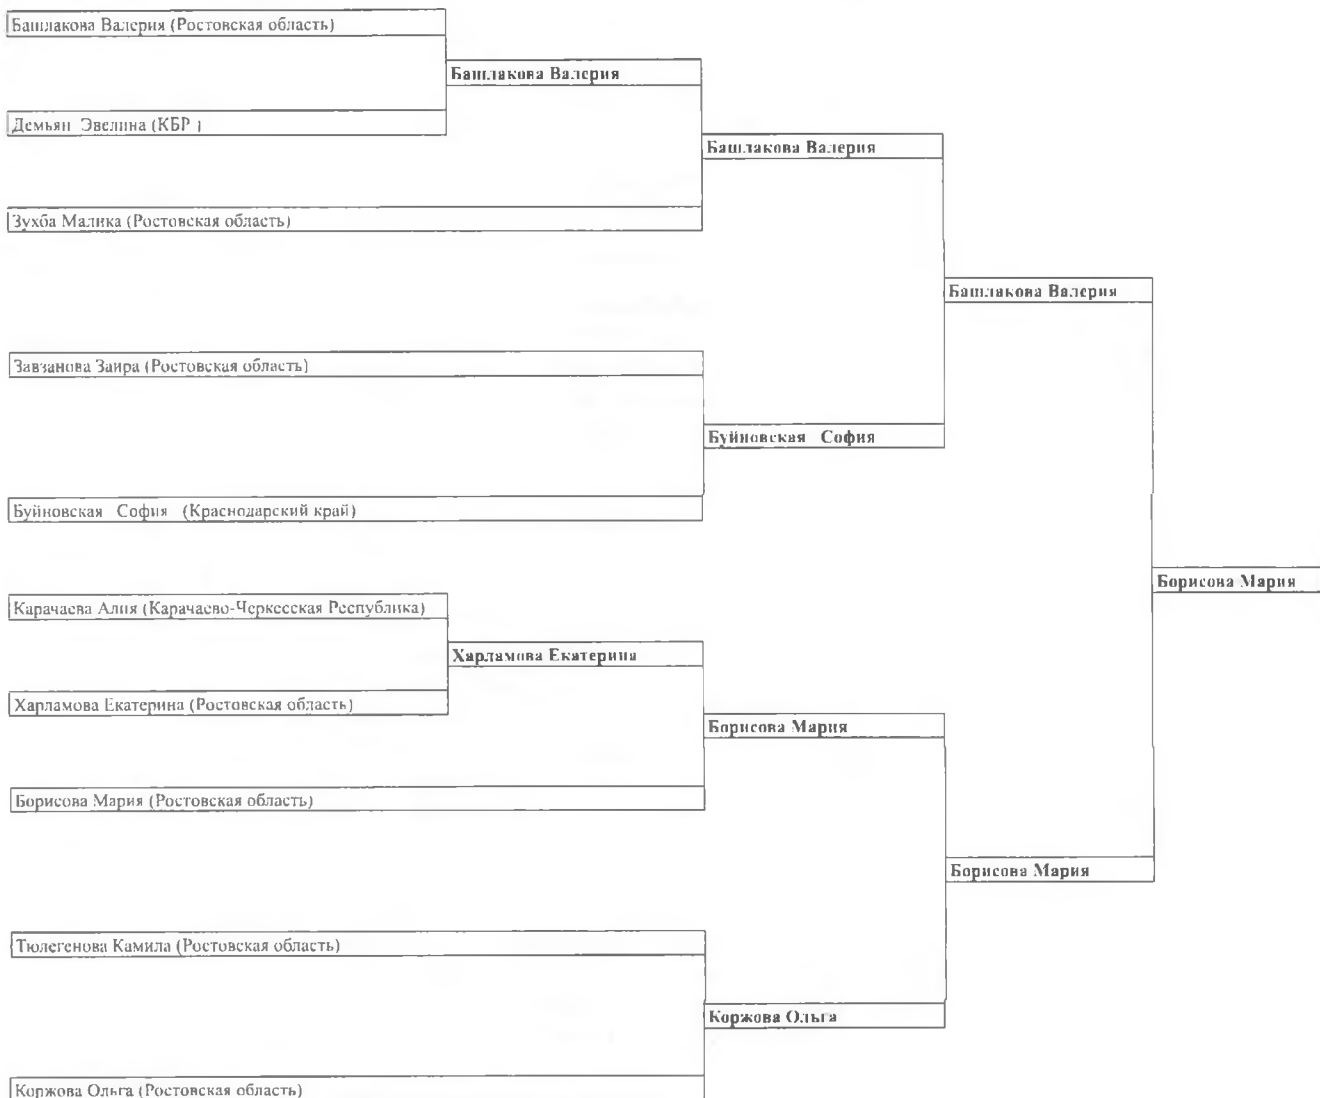 Башлакова Валерия (Ростовская область)
Башлакова Валерия
Демьян Эвелина (КБР )
Башлакова Валерия
Зухба Малика (Ростовская область)
Башлакова Валерия
Завзанова Заира (Ростовская область)
Буйновская София
Буйновская София (Краснодарский край)
Борисова Мария
Карачаева Алия (Карачаево-Черкесская Республика)
Харламова Екатерина
Харламова Екатерина (Ростовская область)
Борисова Мария
Борисова Мария (Ростовская область)
Борисова Мария
Тюлегенова Камила (Ростовская область)
Коржова Ольга
Коржова Ольга (Ростовская область)